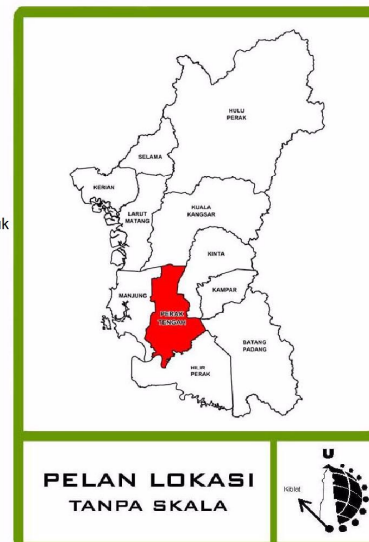 HULU
PERAK
SELAMA
KERIAN
LARUT
MATANG
KUALA
KANGSAR
uk
KINTA
KAMPAR
MANJUNG
PERAK
TENGAH
BATANG
PADANG
HILIR
PERAK
PELAN LOKASI
TANPA SKALA
U
Kiblat